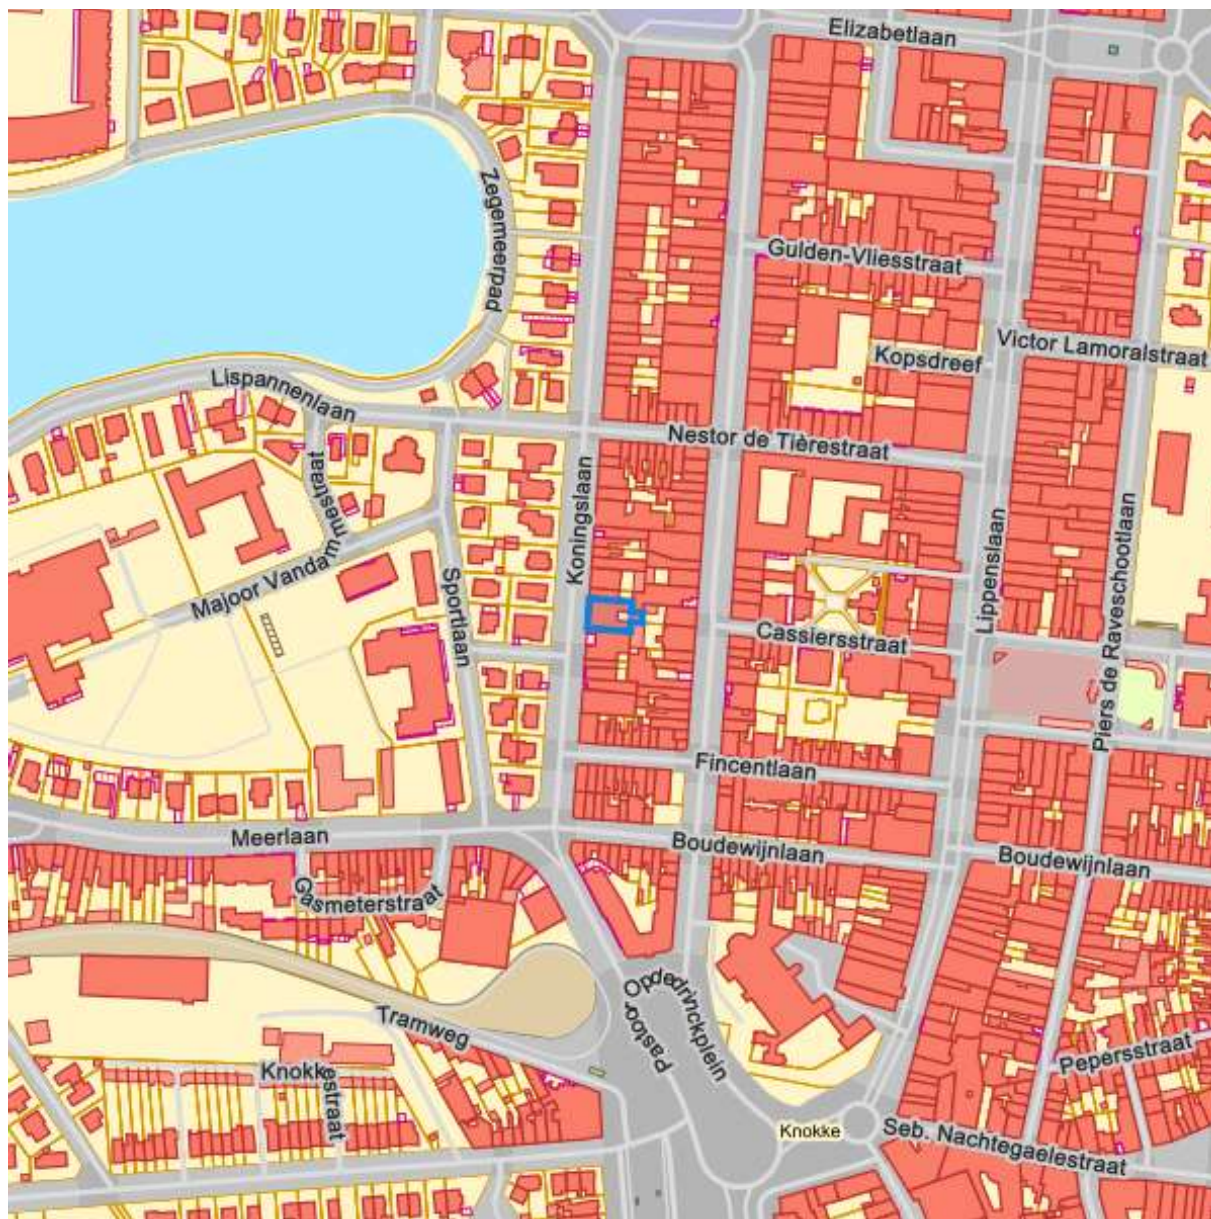 Elizabetlaan
Zegemeerpad
Gulden-Vliesstraat
Victor Lamoralstraat
Kopsdreef
Lispannenlaan
Nestor de Tièrestraat
Koningslaan
Majoor Vandammestraat
Sportlaan
Lippenslaan
Piers de Raveschootlaan
Cassiersstraat
Fincentlaan
Meerlaan
Boudewijnlaan
Boudewijnlaan
Gasmeterstraat
Pastoor Opdedrinckplein
Tramweg
Knokkestraat
Pepersstraat
Knokke
Seb. Nachtegaelestraat